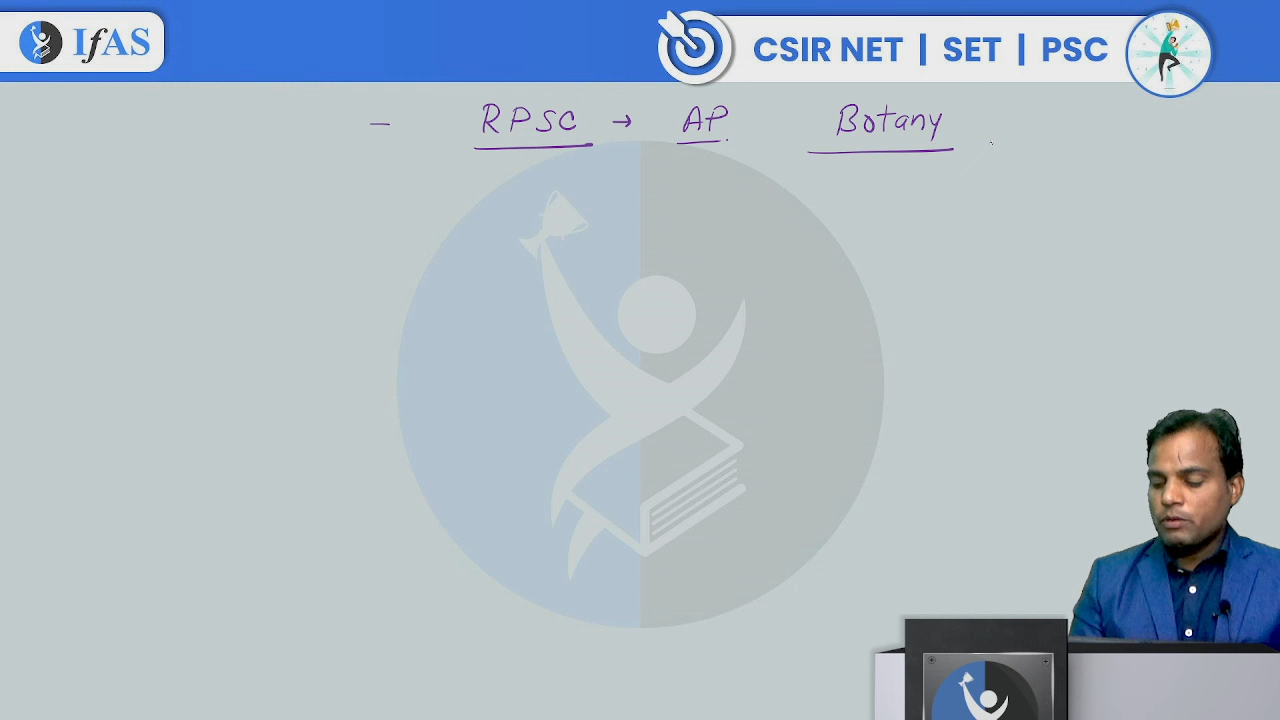 IfAS
CSIR NET | SET | PSC
– RPSC → AP Botany